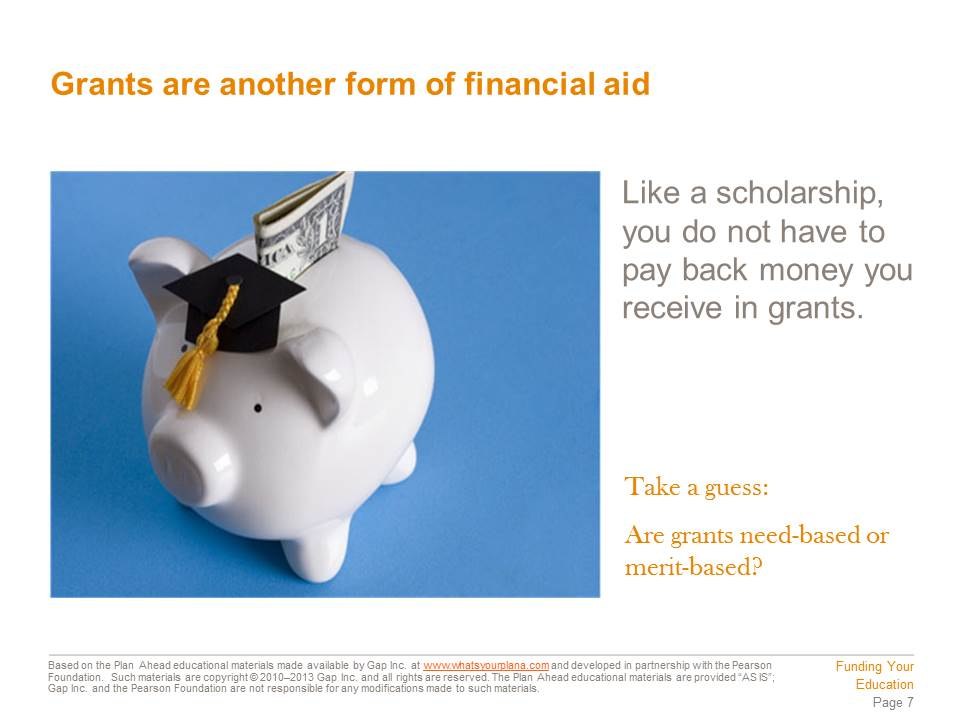 Grants are another form of financial aid
Like a scholarship,
you do not have to
pay back money you
receive in grants.
ICA
1
Take a guess:
Are grants need-based or
merit-based?
Based on the Plan Ahead educational materials made available by Gap Inc. at www.whatsyourplana.com and developed in partnership with the Pearson
Foundation. Such materials are copyright © 2010–2013 Gap Inc. and all rights are reserved. The Plan Ahead educational materials are provided “AS IS”;
Gap Inc. and the Pearson Foundation are not responsible for any modifications made to such materials.
Funding Your
Education
Page 7